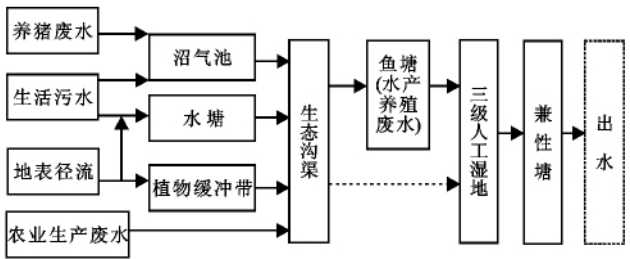 养猪废水
生活污水
地表径流
农业生产废水
沼气池
水塘
植物缓冲带
生态沟渠
鱼塘
(水产
养殖
废水)
三级人工湿地
兼性塘
出水